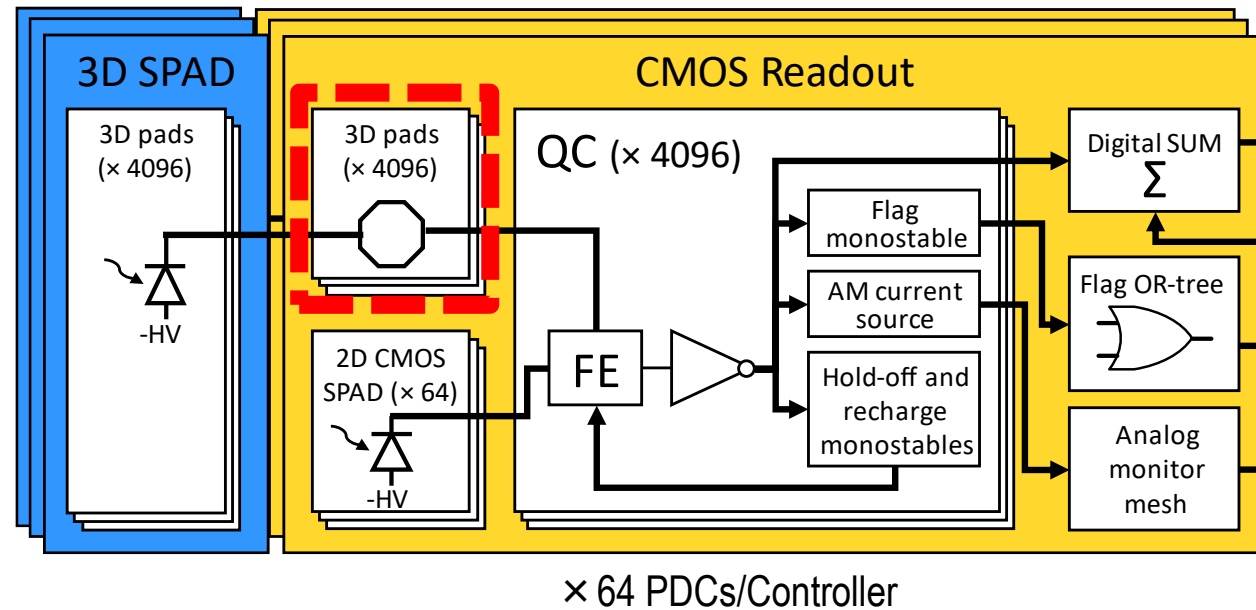 3D SPAD
CMOS Readout
3D pads
(× 4096)
-HV
3D pads
(× 4096)
2D CMOS
SPAD (× 64)
-HV
QC (× 4096)
FE
Flag
monostable
AM current
source
Hold-off and
recharge
monostables
Digital SUM
Σ
Flag OR-tree
Analog
monitor
mesh
× 64 PDCs/Controller